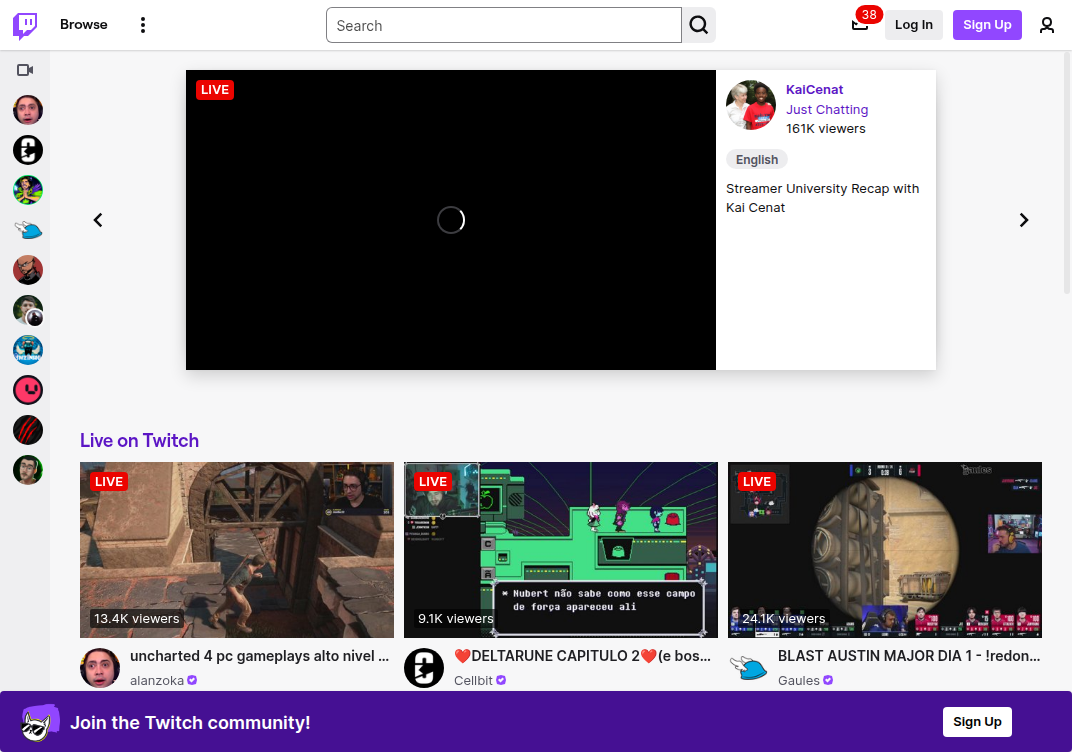 Browse
Search
38
Log In
Sign Up
LIVE
KaiCenat
Just Chatting
161K viewers
English
Streamer University Recap with
Kai Cenat
Live on Twitch
LIVE
13.4K viewers
uncharted 4 pc gameplays alto nivel ...
alanzoka
LIVE
* Nubert não sabe como esse campo
de força apareceu ali
9.1K viewers
❤️DELTARUNE CAPITULO 2❤️(e bos...
Cellbit
LIVE
gaules
24.1K viewers
BLAST AUSTIN MAJOR DIA 1 - !redon...
Gaules
Join the Twitch community!
Sign Up